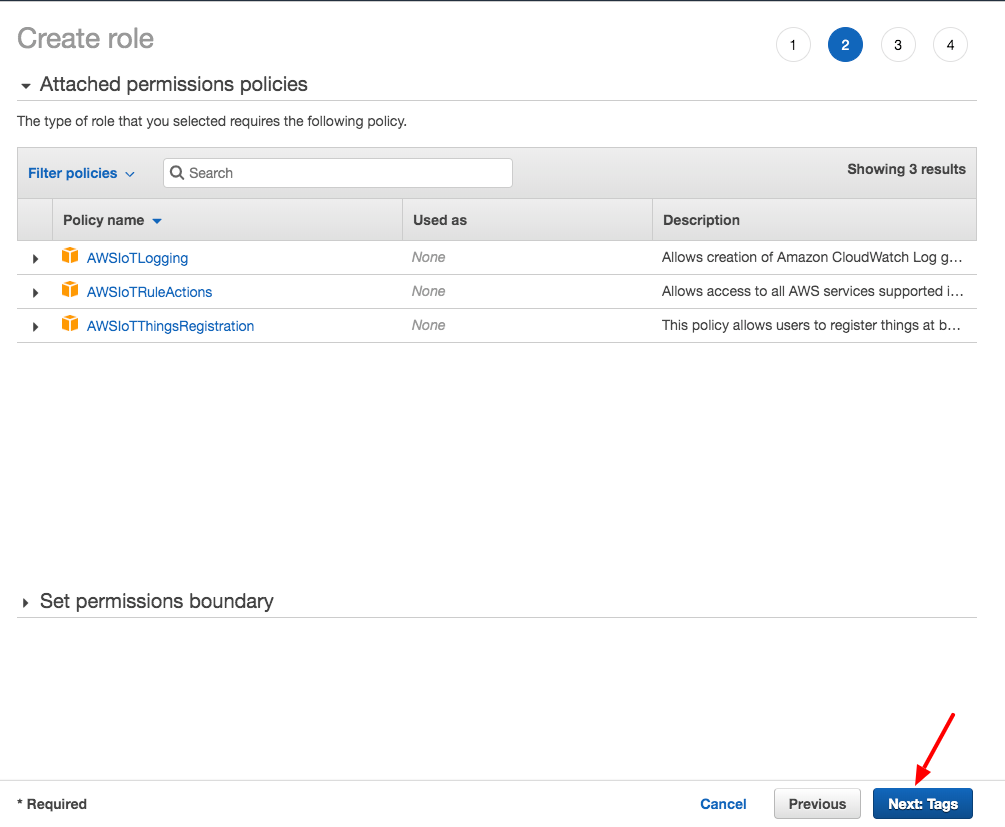 Create role
1 2 3 4
Attached permissions policies
The type of role that you selected requires the following policy.
Filter policies Search Showing 3 results
Policy name Used as Description
AWSIoTLogging None Allows creation of Amazon CloudWatch Log g...
AWSIoTRuleActions None Allows access to all AWS services supported i...
AWSIoTThingsRegistration None This policy allows users to register things at b...
Set permissions boundary
* Required Cancel Previous Next: Tags